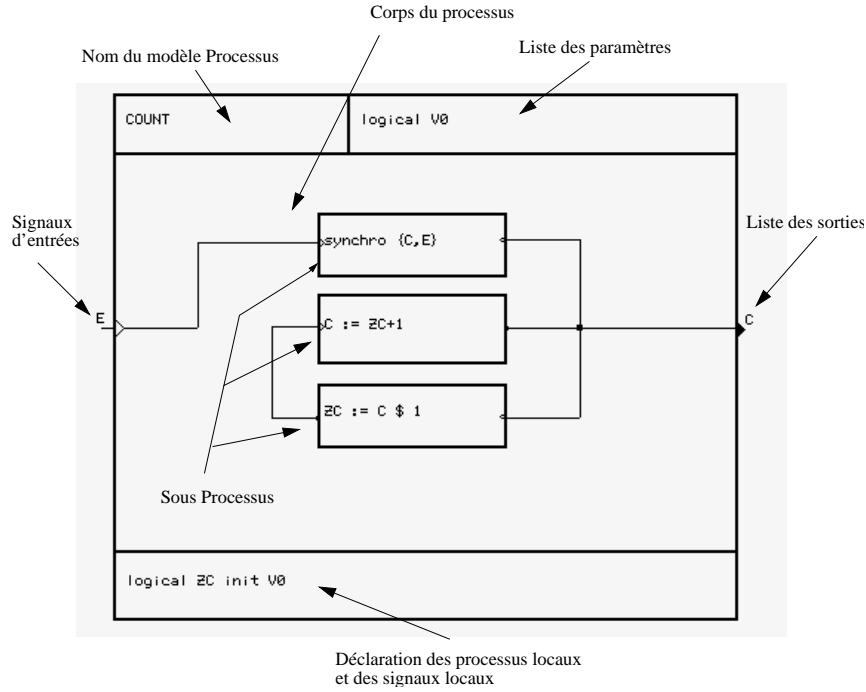 Corps du processus
Liste des paramètres
Nom du modèle Processus
COUNT
logical V0
Signaux
d'entrées
Liste des sorties
synchro {C,E}
E
C
C := ZC+1
ZC := C $ 1
Sous Processus
logical ZC init V0
Déclaration des processus locaux
et des signaux locaux